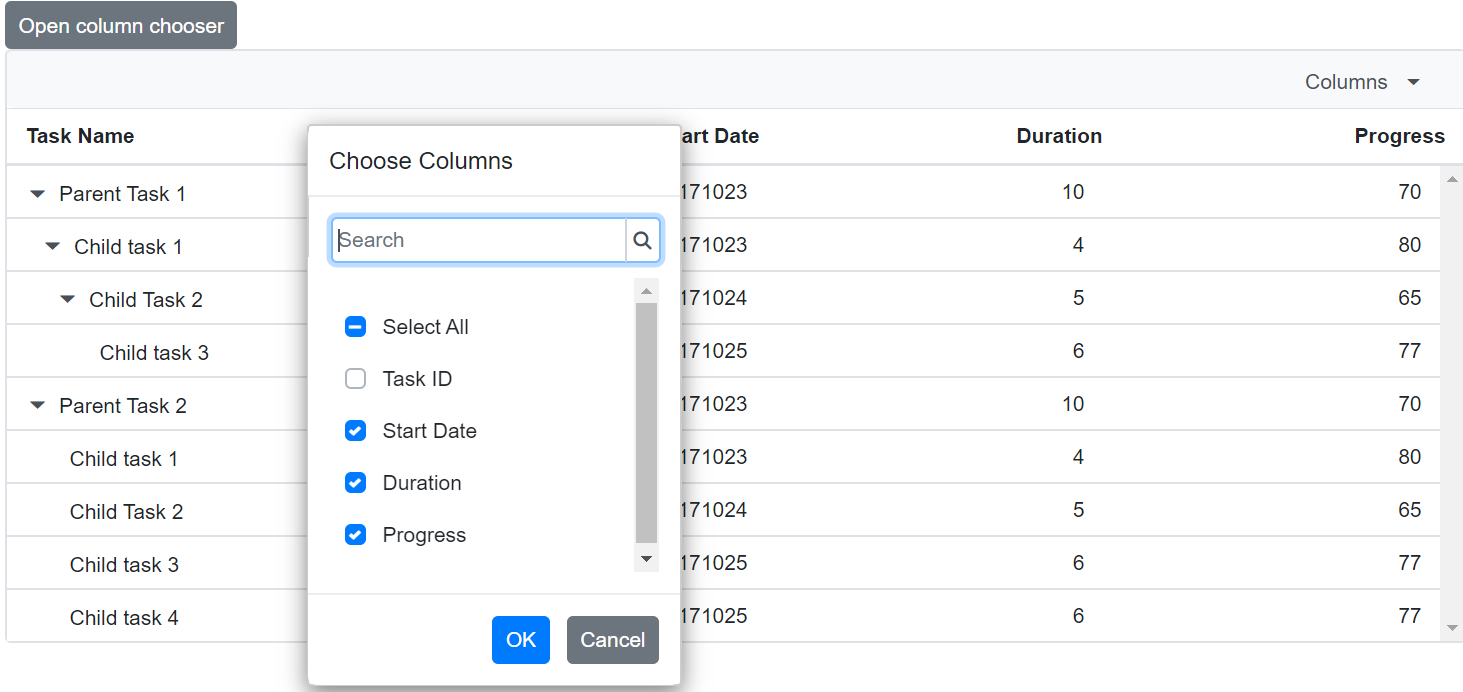 Open column chooser
Columns
Task Name art Date Duration Progress
Parent Task 1 171023 10 70
Child task 1 171023 4 80
Child Task 2 171024 5 65
Child task 3 171025 6 77
Parent Task 2 171023 10 70
Child task 1 171023 4 80
Child Task 2 171024 5 65
Child task 3 171025 6 77
Child task 4 171025 6 77
Choose Columns
Search
Select All
Task ID
Start Date
Duration
Progress
OK Cancel